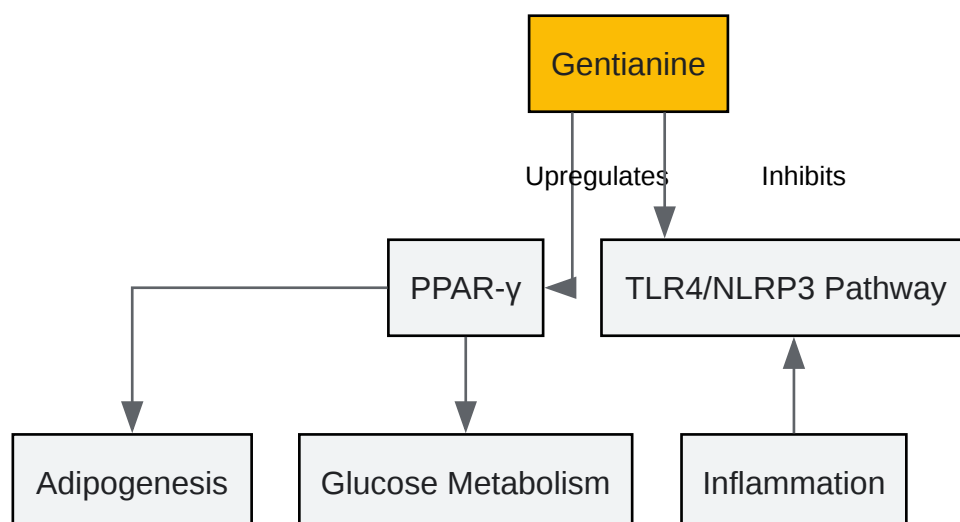 Gentianine
Upregulates
Inhibits
PPAR-γ
TLR4/NLRP3 Pathway
Adipogenesis
Glucose Metabolism
Inflammation